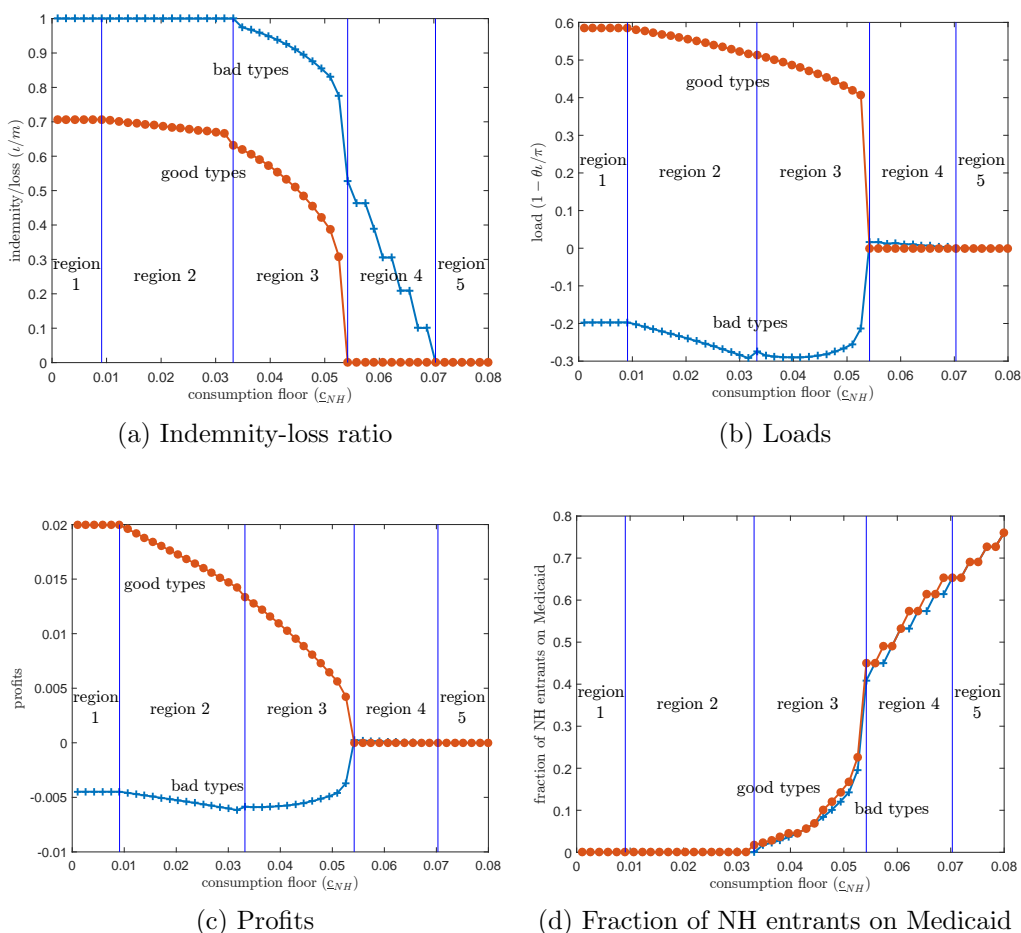 1
0.9
0.8
0.7
0.6
0.5
0.4
0.3
0.2
0.1
0
indemnity/loss (ι/m)
bad types
good types
region 1
region 2
region 3
region 4
region 5
0 0.01 0.02 0.03 0.04 0.05 0.06 0.07 0.08
consumption floor (c_NH)
(a) Indemnity-loss ratio
0.6
0.5
0.4
0.3
0.2
0.1
0
-0.1
-0.2
-0.3
load (1 − θι/π)
good types
region 1
region 2
region 3
region 4
region 5
bad types
0 0.01 0.02 0.03 0.04 0.05 0.06 0.07 0.08
consumption floor (c_NH)
(b) Loads
0.02
0.015
0.01
0.005
0
-0.005
-0.01
profits
good types
region 1
region 2
region 3
region 4
region 5
bad types
0 0.01 0.02 0.03 0.04 0.05 0.06 0.07 0.08
consumption floor (c_NH)
(c) Profits
0.8
0.7
0.6
0.5
0.4
0.3
0.2
0.1
0
fraction of NH entrants on Medicaid
region 1
region 2
region 3
region 4
region 5
good types
bad types
0 0.01 0.02 0.03 0.04 0.05 0.06 0.07 0.08
consumption floor (c_NH)
(d) Fraction of NH entrants on Medicaid